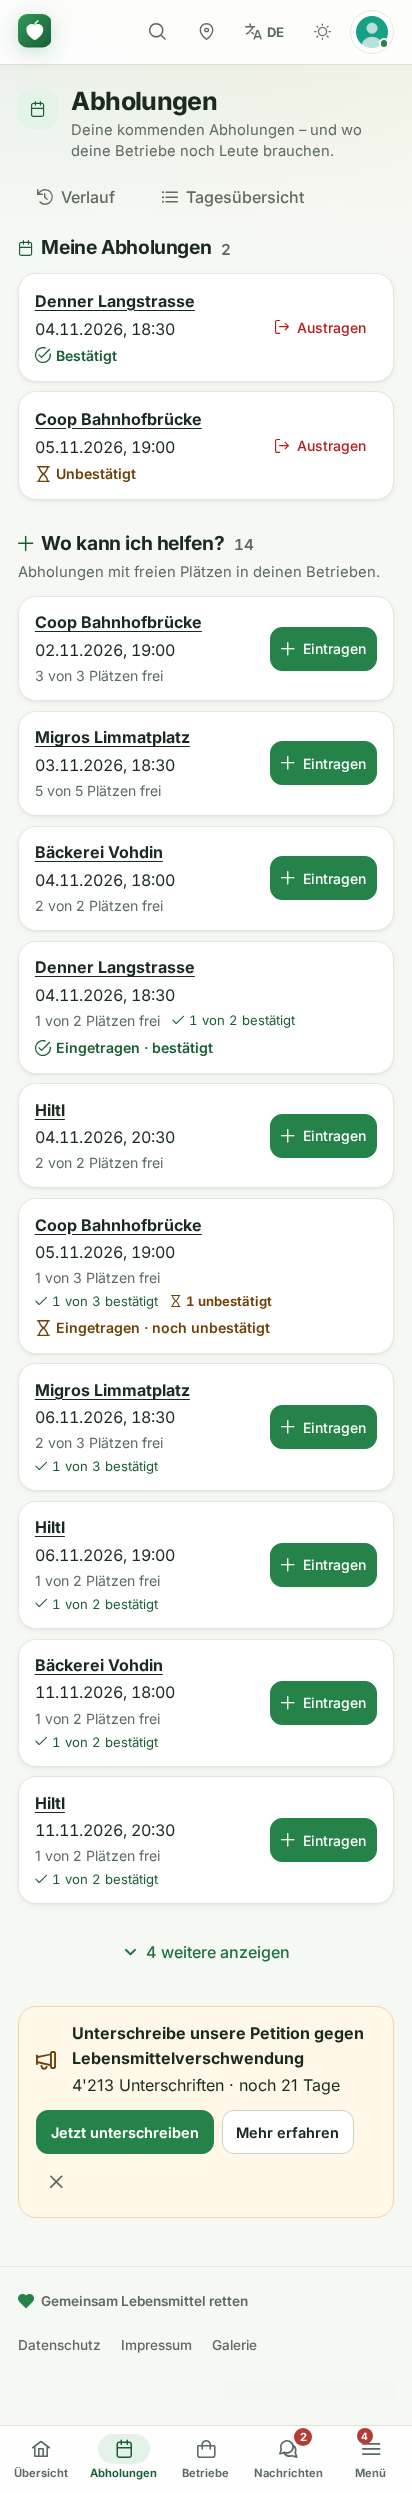 DE
Abholungen
Deine kommenden Abholungen – und wo
deine Betriebe noch Leute brauchen.
Verlauf
Tagesübersicht
Meine Abholungen 2
Denner Langstrasse
04.11.2026, 18:30
Austragen
Bestätigt
Coop Bahnhofbrücke
05.11.2026, 19:00
Austragen
Unbestätigt
Wo kann ich helfen? 14
Abholungen mit freien Plätzen in deinen Betrieben.
Coop Bahnhofbrücke
02.11.2026, 19:00
3 von 3 Plätzen frei
Eintragen
Migros Limmatplatz
03.11.2026, 18:30
5 von 5 Plätzen frei
Eintragen
Bäckerei Vohdin
04.11.2026, 18:00
2 von 2 Plätzen frei
Eintragen
Denner Langstrasse
04.11.2026, 18:30
1 von 2 Plätzen frei 1 von 2 bestätigt
Eingetragen · bestätigt
Hiltl
04.11.2026, 20:30
2 von 2 Plätzen frei
Eintragen
Coop Bahnhofbrücke
05.11.2026, 19:00
1 von 3 Plätzen frei
1 von 3 bestätigt 1 unbestätigt
Eingetragen · noch unbestätigt
Migros Limmatplatz
06.11.2026, 18:30
2 von 3 Plätzen frei
1 von 3 bestätigt
Eintragen
Hiltl
06.11.2026, 19:00
1 von 2 Plätzen frei
1 von 2 bestätigt
Eintragen
Bäckerei Vohdin
11.11.2026, 18:00
1 von 2 Plätzen frei
1 von 2 bestätigt
Eintragen
Hiltl
11.11.2026, 20:30
1 von 2 Plätzen frei
1 von 2 bestätigt
Eintragen
4 weitere anzeigen
Unterschreibe unsere Petition gegen
Lebensmittelverschwendung
4'213 Unterschriften · noch 21 Tage
Jetzt unterschreiben
Mehr erfahren
Gemeinsam Lebensmittel retten
Datenschutz Impressum Galerie
2
4
Übersicht Abholungen Betriebe Nachrichten Menü